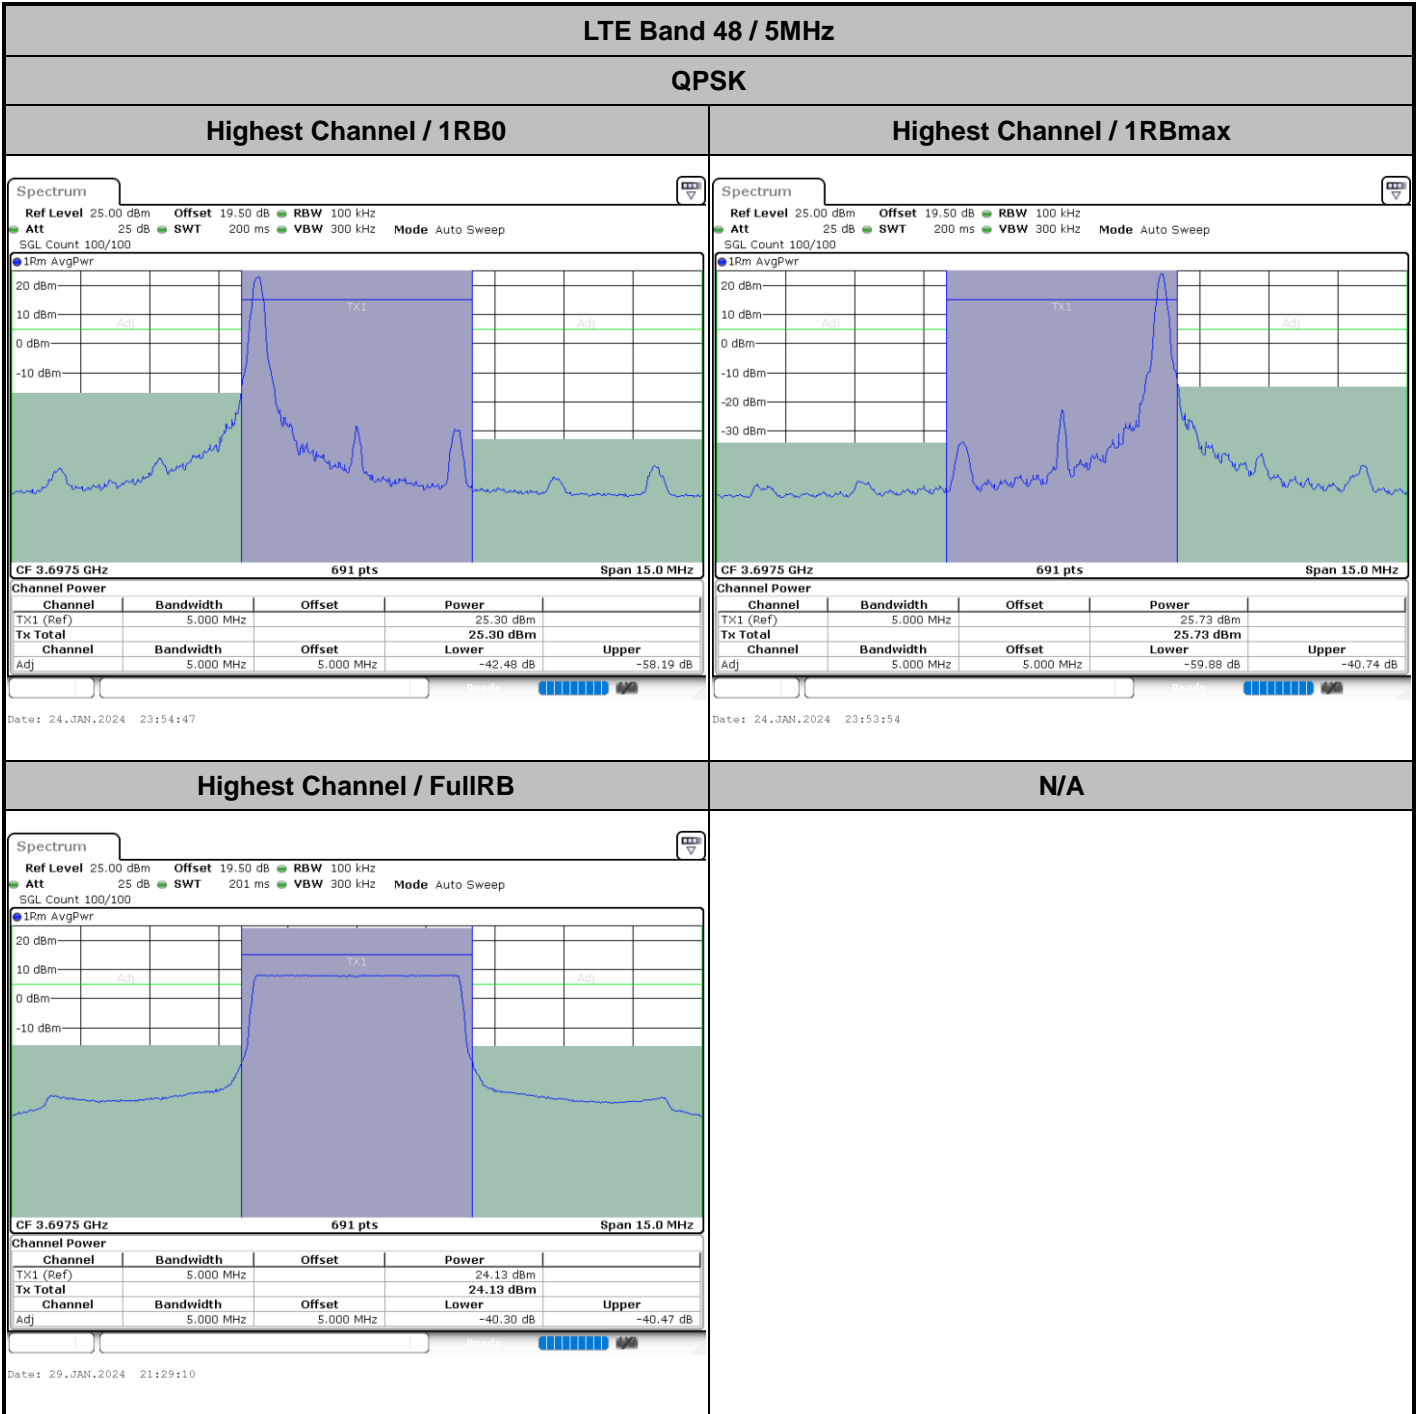 LTE Band 48 / 5MHz
QPSK
Highest Channel / 1RB0
Highest Channel / 1RBmax
Spectrum
Ref Level 25.00 dBm Offset 19.50 dB RBW 100 kHz
Att 25 dB SWT 200 ms VBW 300 kHz Mode Auto Sweep
SGL Count 100/100
1Rm AvgPwr
20 dBm
TX1
10 dBm
Adj
Adj
0 dBm
-10 dBm
CF 3.6975 GHz 691 pts Span 15.0 MHz
Channel Power
Channel Bandwidth Offset Power
TX1 (Ref) 5.000 MHz 25.30 dBm
Tx Total 25.30 dBm
Channel Bandwidth Offset Lower Upper
Adj 5.000 MHz 5.000 MHz -42.48 dB -58.19 dB
Ready
Date: 24.JAN.2024 23:54:47
Spectrum
Ref Level 25.00 dBm Offset 19.50 dB RBW 100 kHz
Att 25 dB SWT 200 ms VBW 300 kHz Mode Auto Sweep
SGL Count 100/100
1Rm AvgPwr
20 dBm
TX1
10 dBm
Adj
Adj
0 dBm
-10 dBm
-20 dBm
-30 dBm
CF 3.6975 GHz 691 pts Span 15.0 MHz
Channel Power
Channel Bandwidth Offset Power
TX1 (Ref) 5.000 MHz 25.73 dBm
Tx Total 25.73 dBm
Channel Bandwidth Offset Lower Upper
Adj 5.000 MHz 5.000 MHz -59.88 dB -40.74 dB
Ready
Date: 24.JAN.2024 23:53:54
Highest Channel / FullRB
N/A
Spectrum
Ref Level 25.00 dBm Offset 19.50 dB RBW 100 kHz
Att 25 dB SWT 201 ms VBW 300 kHz Mode Auto Sweep
SGL Count 100/100
1Rm AvgPwr
20 dBm
TX1
10 dBm
Adj
Adj
0 dBm
-10 dBm
CF 3.6975 GHz 691 pts Span 15.0 MHz
Channel Power
Channel Bandwidth Offset Power
TX1 (Ref) 5.000 MHz 24.13 dBm
Tx Total 24.13 dBm
Channel Bandwidth Offset Lower Upper
Adj 5.000 MHz 5.000 MHz -40.30 dB -40.47 dB
Ready
Date: 29.JAN.2024 21:29:10